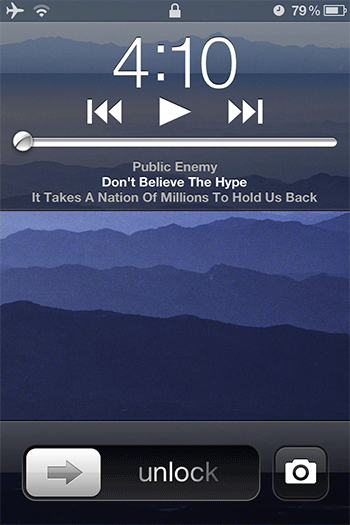 79%
4:10
Public Enemy
Don't Believe The Hype
It Takes A Nation Of Millions To Hold Us Back
unlock